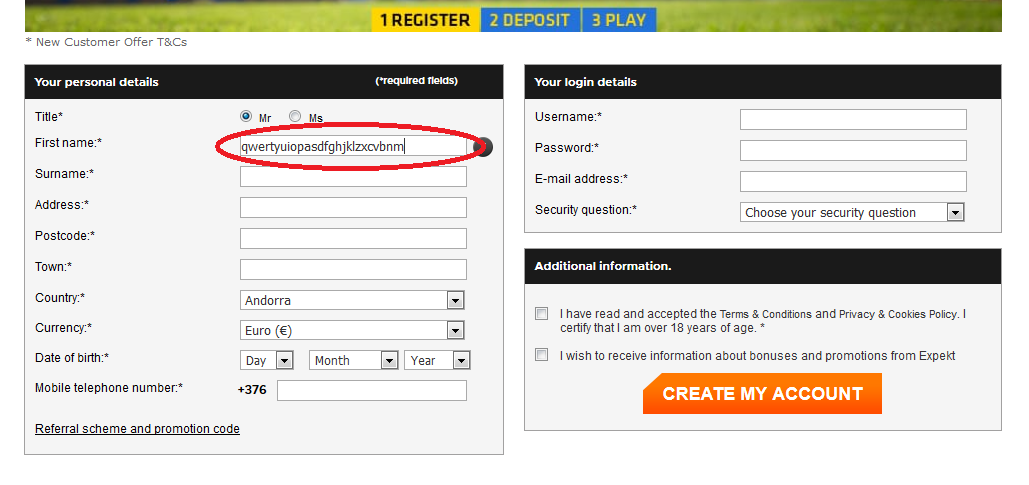 1 REGISTER 2 DEPOSIT 3 PLAY
* New Customer Offer T&Cs
Your personal details (*required fields)
Title* Mr Ms
First name:* qwertyuiopasdfghjklzxcvbnm
Surname:*
Address:*
Postcode:*
Town:*
Country:* Andorra
Currency:* Euro (€)
Date of birth:* Day Month Year
Mobile telephone number:* +376
Referral scheme and promotion code
Your login details
Username:*
Password:*
E-mail address:*
Security question:* Choose your security question
Additional information.
I have read and accepted the Terms & Conditions and Privacy & Cookies Policy. I
certify that I am over 18 years of age. *
I wish to receive information about bonuses and promotions from Expekt
CREATE MY ACCOUNT